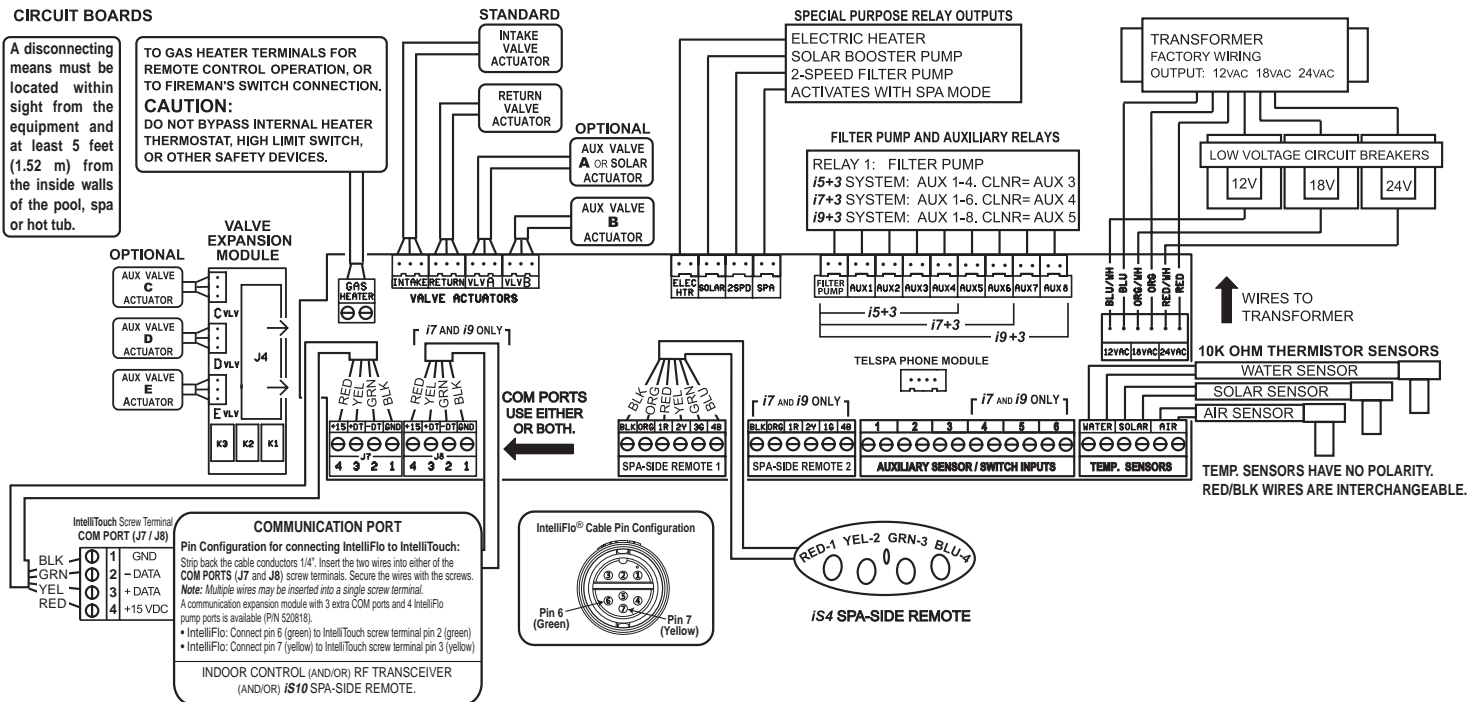 CIRCUIT BOARDS
A disconnecting
means must be
located within
sight from the
equipment and
at least 5 feet
(1.52 m) from
the inside walls
of the pool, spa
or hot tub.
TO GAS HEATER TERMINALS FOR
REMOTE CONTROL OPERATION, OR
TO FIREMAN'S SWITCH CONNECTION.
CAUTION:
DO NOT BYPASS INTERNAL HEATER
THERMOSTAT, HIGH LIMIT SWITCH,
OR OTHER SAFETY DEVICES.
STANDARD
INTAKE
VALVE
ACTUATOR
RETURN
VALVE
ACTUATOR
OPTIONAL
AUX VALVE
A OR SOLAR
ACTUATOR
AUX VALVE
B
ACTUATOR
SPECIAL PURPOSE RELAY OUTPUTS
ELECTRIC HEATER
SOLAR BOOSTER PUMP
2-SPEED FILTER PUMP
ACTIVATES WITH SPA MODE
FILTER PUMP AND AUXILIARY RELAYS
RELAY 1: FILTER PUMP
i5+3 SYSTEM: AUX 1-4. CLNR= AUX 3
i7+3 SYSTEM: AUX 1-6. CLNR= AUX 4
i9+3 SYSTEM: AUX 1-8. CLNR= AUX 5
TRANSFORMER
FACTORY WIRING
OUTPUT: 12VAC 18VAC 24VAC
LOW VOLTAGE CIRCUIT BREAKERS
12V 18V 24V
VALVE
EXPANSION
MODULE
OPTIONAL
AUX VALVE
C
ACTUATOR
AUX VALVE
D
ACTUATOR
AUX VALVE
E
ACTUATOR
C VLV
D VLV
E VLV
J4
K3 K2 K1
GAS
HEATER
INTAKE RETURN VLV A VLV B
VALVE ACTUATORS
ELEC
HTR SOLAR 2SPD SPA
FILTER
PUMP AUX1 AUX2 AUX3 AUX4 AUX5 AUX6 AUX7 AUX8
i5+3
i7+3
i9+3
BLU/WH BLU ORG/WH ORG RED/WH RED
12VAC 18VAC 24VAC
WIRES TO
TRANSFORMER
10K OHM THERMISTOR SENSORS
WATER SENSOR
SOLAR SENSOR
AIR SENSOR
TEMP. SENSORS HAVE NO POLARITY.
RED/BLK WIRES ARE INTERCHANGEABLE.
TELSPA PHONE MODULE
i7 AND i9 ONLY
RED YEL GRN BLK
RED YEL GRN BLK
+15 +DT -DT GND
J7
4 3 2 1
+15 +DT -DT GND
J8
4 3 2 1
COM PORTS
USE EITHER
OR BOTH.
BLK ORG RED YEL GRN BLU
BLK ORG 1R 2Y 3G 4B
SPA-SIDE REMOTE 1
i7 AND i9 ONLY
BLK ORG 1R 2Y 1G 4B
SPA-SIDE REMOTE 2
i7 AND i9 ONLY
1 2 3 4 5 6
AUXILIARY SENSOR / SWITCH INPUTS
WATER SOLAR AIR
TEMP. SENSORS
IntelliTouch Screw Terminal
COM PORT (J7 / J8)
BLK 1 GND
GRN 2 – DATA
YEL 3 + DATA
RED 4 +15 VDC
COMMUNICATION PORT
Pin Configuration for connecting IntelliFlo to IntelliTouch:
Strip back the cable conductors 1/4". Insert the two wires into either of the
COM PORTS (J7 and J8) screw terminals. Secure the wires with the screws.
Note: Multiple wires may be inserted into a single screw terminal.
A communication expansion module with 3 extra COM ports and 4 IntelliFlo
pump ports is available (P/N 520818).
• IntelliFlo: Connect pin 6 (green) to IntelliTouch screw terminal pin 2 (green)
• IntelliFlo: Connect pin 7 (yellow) to IntelliTouch screw terminal pin 3 (yellow)
INDOOR CONTROL (AND/OR) RF TRANSCEIVER
(AND/OR) iS10 SPA-SIDE REMOTE.
IntelliFlo® Cable Pin Configuration
3 2 1
6 5 4
7
Pin 6
(Green)
Pin 7
(Yellow)
RED-1 YEL-2 GRN-3 BLU-4
iS4 SPA-SIDE REMOTE